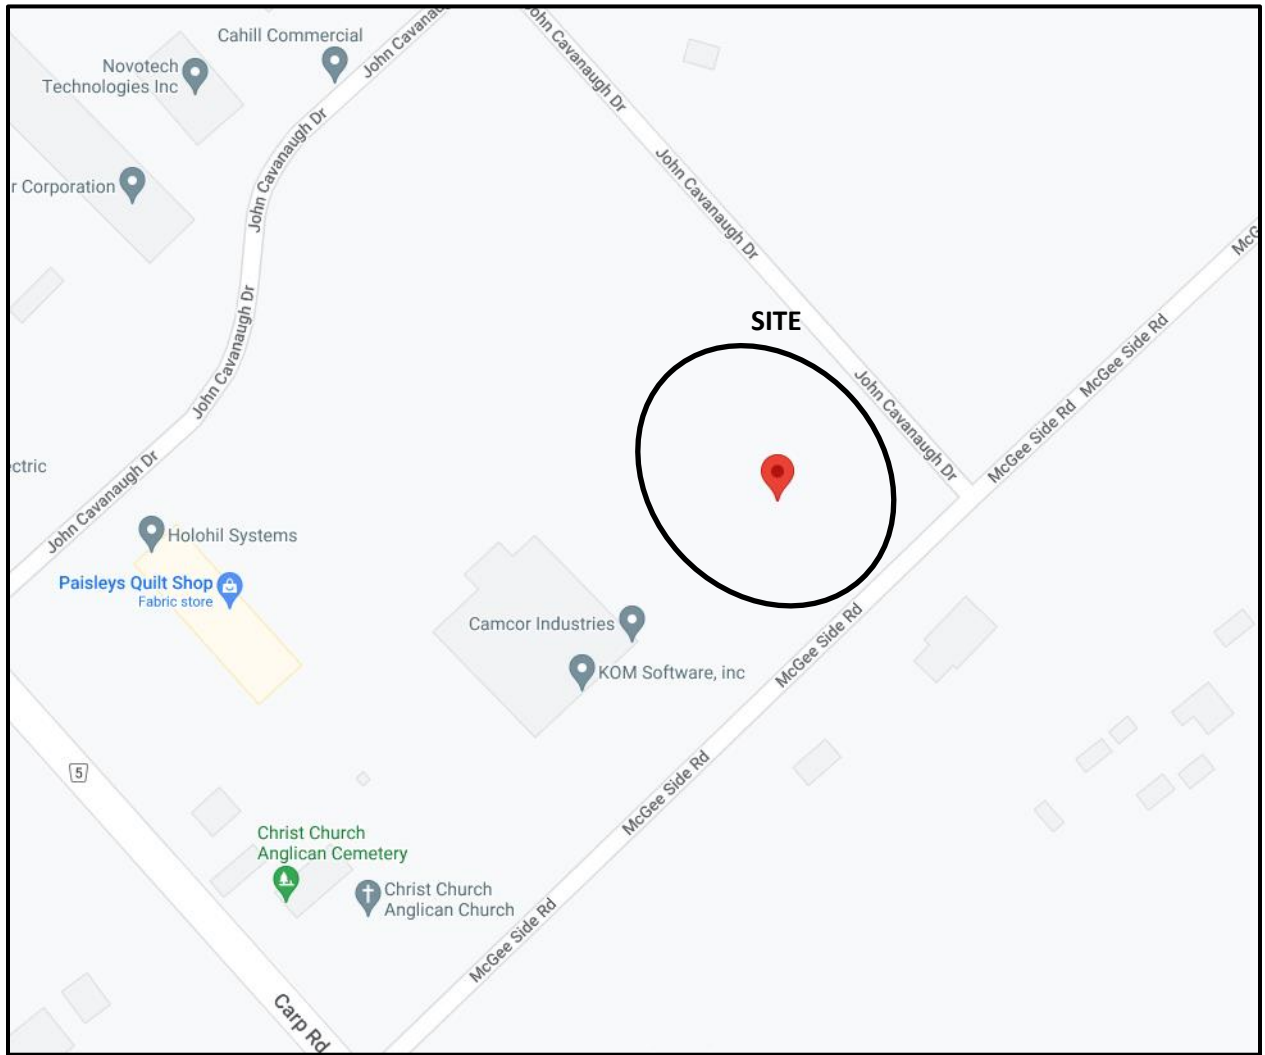 Cahill Commercial
John Cavanau
John Cavanaugh Dr
Novotech
Technologies Inc
John Cavanaugh Dr
John Cavanaugh Dr
r Corporation
McG
John Cavanaugh Dr
SITE
McGee Side Rd
John Cavanaugh Dr
John Cavanaugh Dr
McGee Side Rd
ctric
John Cavanaugh Dr
Holohil Systems
Paisleys Quilt Shop
Fabric store
Camcor Industries
McGee Side Rd
KOM Software, inc
5
McGee Side Rd
Christ Church
Anglican Cemetery
Christ Church
Anglican Church
McGee Side Rd
Carp Rd